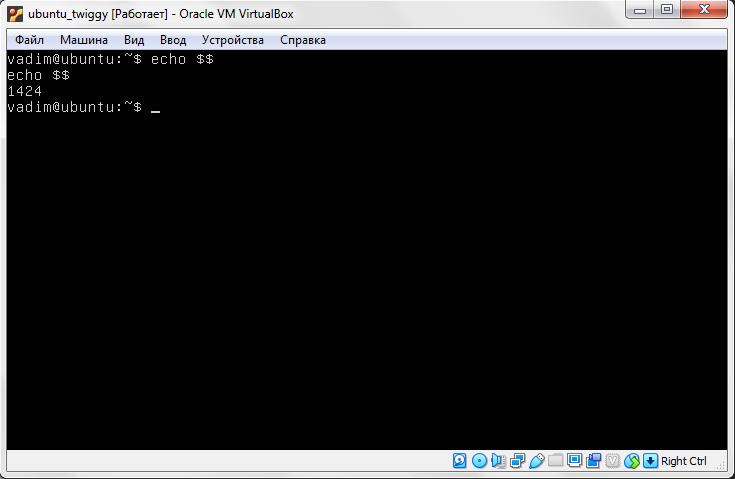 ubuntu_twiggy [Работает] - Oracle VM VirtualBox
Файл Машина Вид Ввод Устройства Справка
vadim@ubuntu:~$ echo $$
echo $$
1424
vadim@ubuntu:~$ _
Right Ctrl